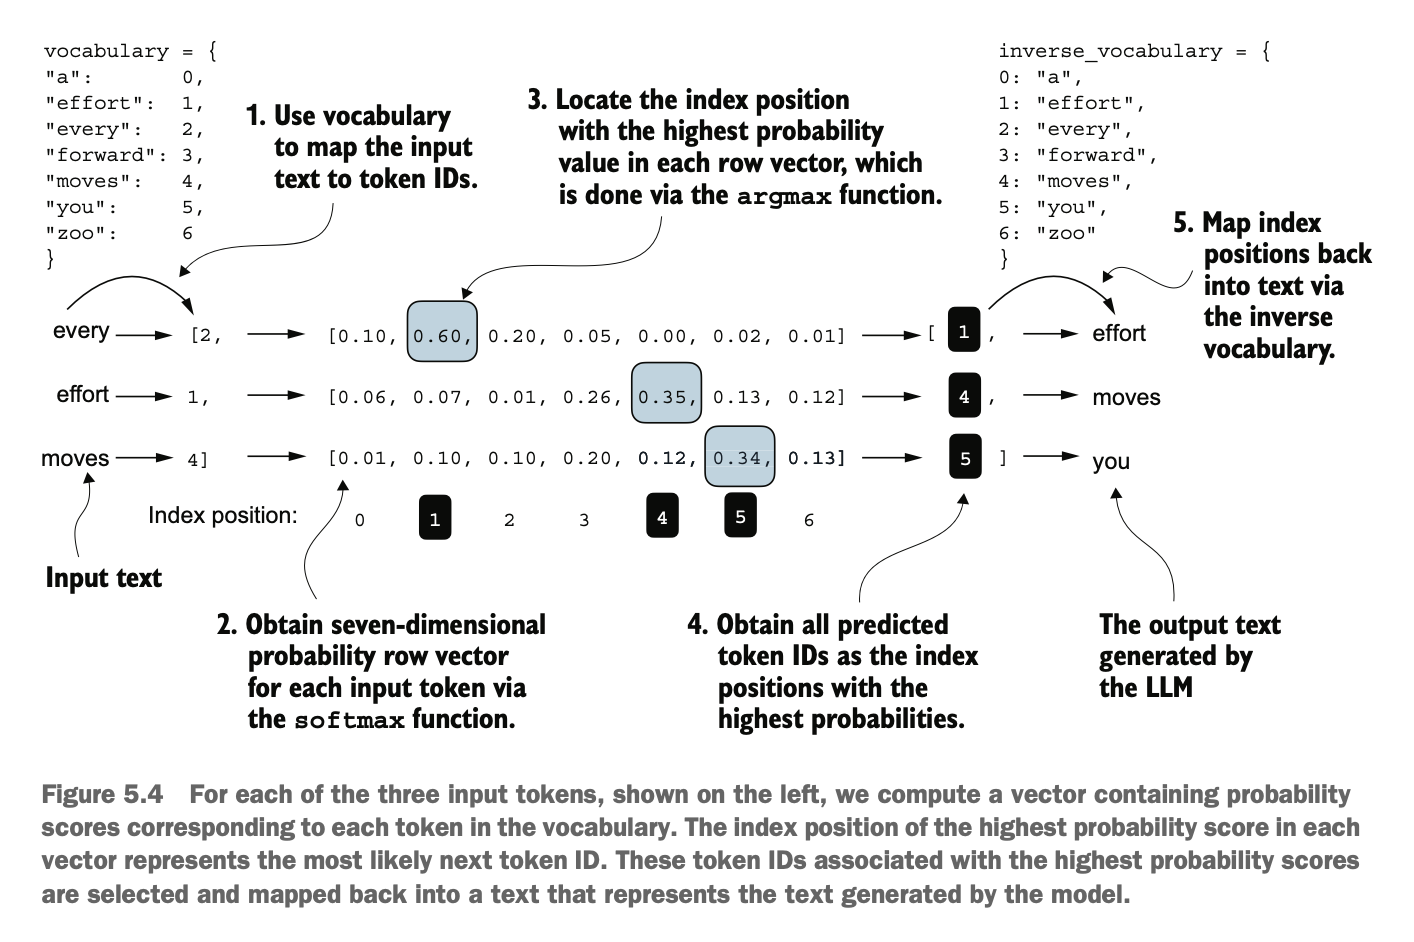 vocabulary = {
"a":       0,
"effort":  1,
"every":   2,
"forward": 3,
"moves":   4,
"you":     5,
"zoo":     6
}
1. Use vocabulary
to map the input
text to token IDs.
3. Locate the index position
with the highest probability
value in each row vector, which
is done via the argmax function.
inverse_vocabulary = {
0: "a",
1: "effort",
2: "every",
3: "forward",
4: "moves",
5: "you",
6: "zoo"
}
5. Map index
positions back
into text via
the inverse
vocabulary.
every [2, [0.10, 0.60, 0.20, 0.05, 0.00, 0.02, 0.01] [ 1 , effort
effort 1, [0.06, 0.07, 0.01, 0.26, 0.35, 0.13, 0.12] 4 , moves
moves 4] [0.01, 0.10, 0.10, 0.20, 0.12, 0.34, 0.13] 5 ] you
Index position: 0 1 2 3 4 5 6
Input text
2. Obtain seven-dimensional
probability row vector
for each input token via
the softmax function.
4. Obtain all predicted
token IDs as the index
positions with the
highest probabilities.
The output text
generated by
the LLM
Figure 5.4 For each of the three input tokens, shown on the left, we compute a vector containing probability
scores corresponding to each token in the vocabulary. The index position of the highest probability score in each
vector represents the most likely next token ID. These token IDs associated with the highest probability scores
are selected and mapped back into a text that represents the text generated by the model.